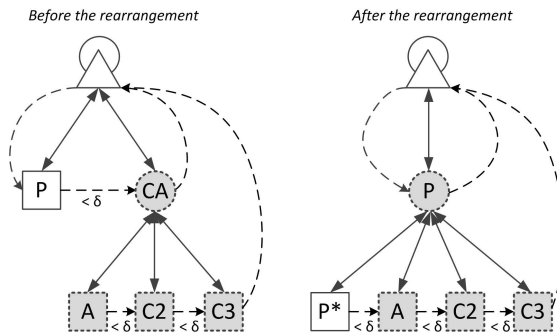 Before the rearrangement
After the rearrangement
P
CA
< δ
A
C2
C3
< δ
< δ
P
P*
A
C2
C3
< δ
< δ
< δ